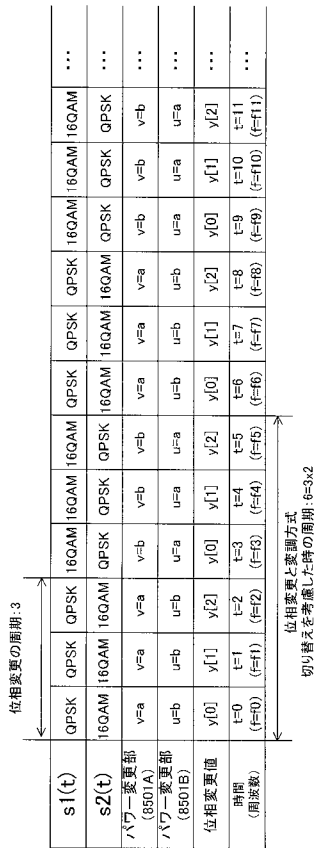 位相変更の周期：3
s1(t) QPSK QPSK QPSK 16QAM 16QAM 16QAM QPSK QPSK QPSK 16QAM 16QAM 16QAM ...
s2(t) 16QAM 16QAM 16QAM QPSK QPSK QPSK 16QAM 16QAM 16QAM QPSK QPSK QPSK ...
パワー変更部 (8501A) v=a v=a v=a v=b v=b v=b v=a v=a v=a v=b v=b v=b ...
パワー変更部 (8501B) u=b u=b u=b u=a u=a u=a u=b u=b u=b u=a u=a u=a ...
位相変更値 y[0] y[1] y[2] y[0] y[1] y[2] y[0] y[1] y[2] y[0] y[1] y[2] ...
時間 t=0 t=1 t=2 t=3 t=4 t=5 t=6 t=7 t=8 t=9 t=10 t=11 ...
(周波数) (f=f0) (f=f1) (f=f2) (f=f3) (f=f4) (f=f5) (f=f6) (f=f7) (f=f8) (f=f9) (f=f10) (f=f11)
位相変更と変調方式
切り替えを考慮した時の周期：6=3x2